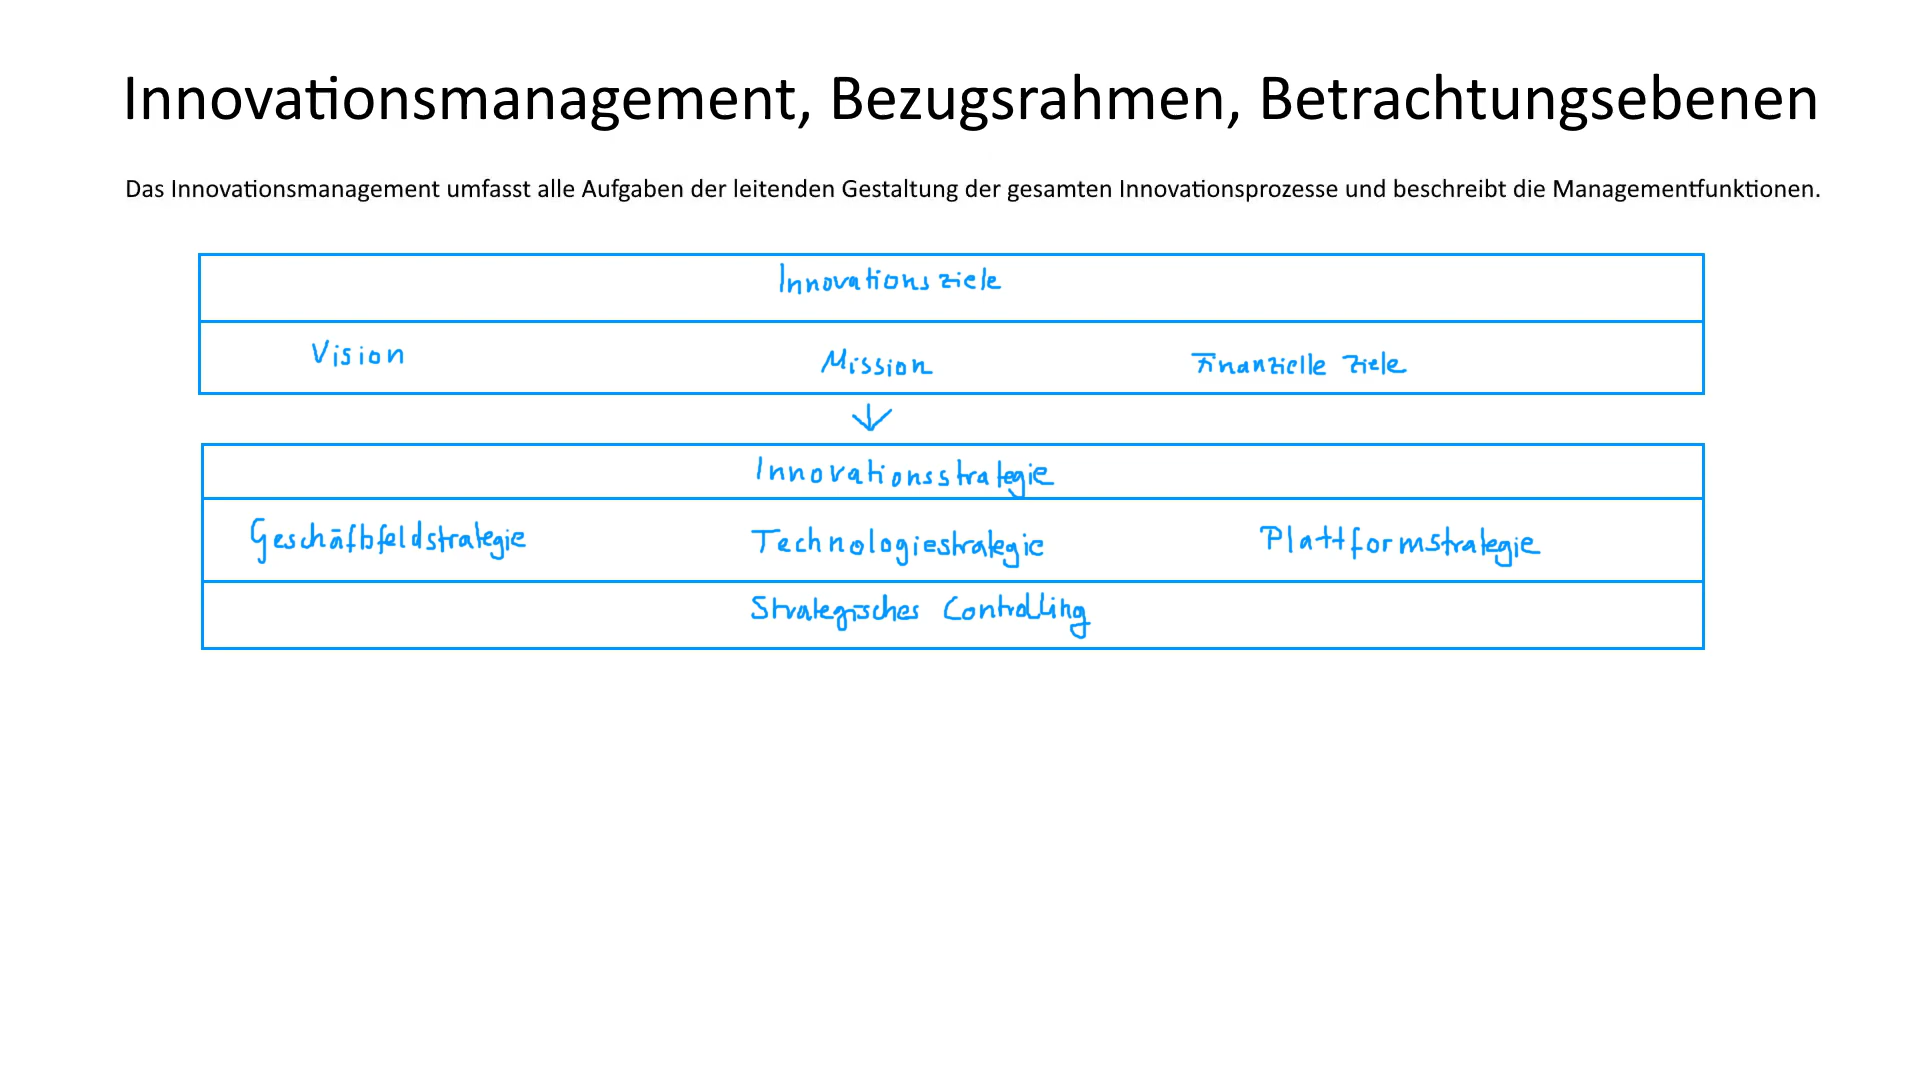 Innovationsmanagement, Bezugsrahmen, Betrachtungsebenen
Das Innovationsmanagement umfasst alle Aufgaben der leitenden Gestaltung der gesamten Innovationsprozesse und beschreibt die Managementfunktionen.
Innovationsziele
Vision Mission Finanzielle Ziele
Innovationsstrategie
Geschäftsfeldstrategie Technologiestrategie Plattformstrategie
Strategisches Controlling